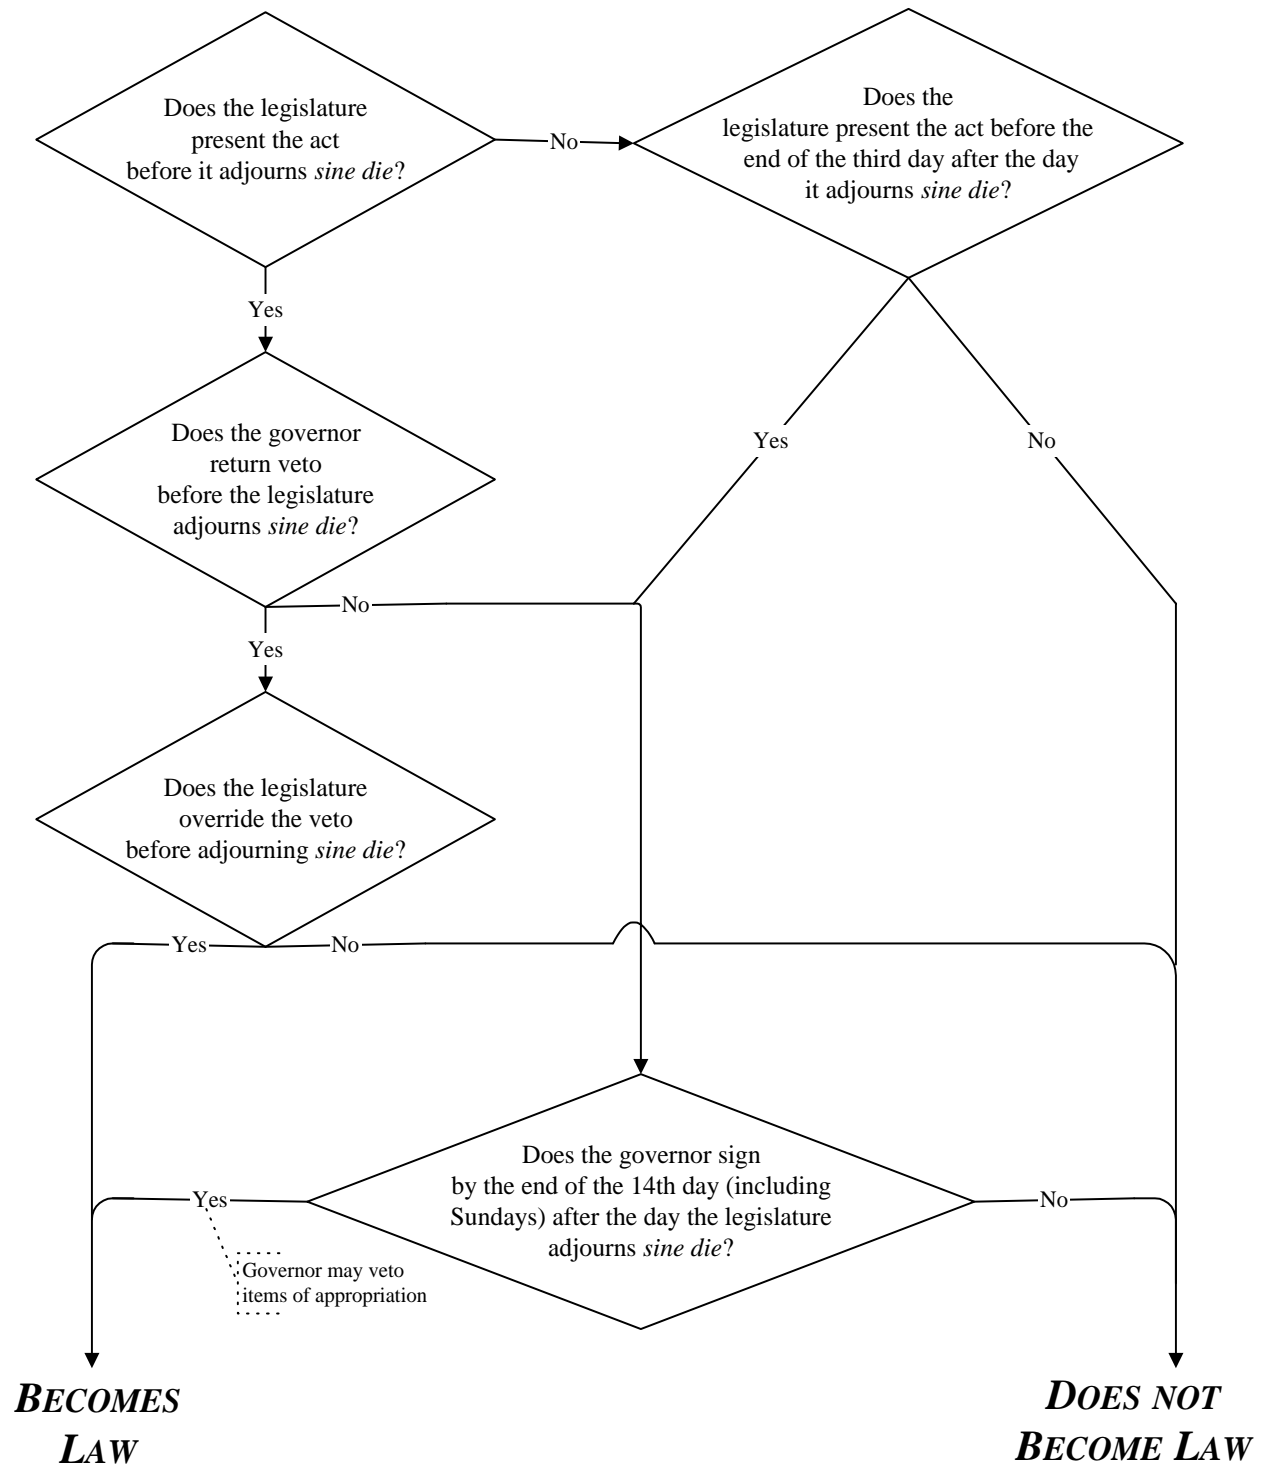 Does the legislature
present the act
before it adjourns sine die?
No
Does the
legislature present the act before the
end of the third day after the day
it adjourns sine die?
Yes
Does the governor
return veto
before the legislature
adjourns sine die?
Yes
No
No
Yes
Does the legislature
override the veto
before adjourning sine die?
Yes
No
Does the governor sign
by the end of the 14th day (including
Sundays) after the day the legislature
adjourns sine die?
Yes
No
Governor may veto
items of appropriation
BECOMES
LAW
DOES NOT
BECOME LAW